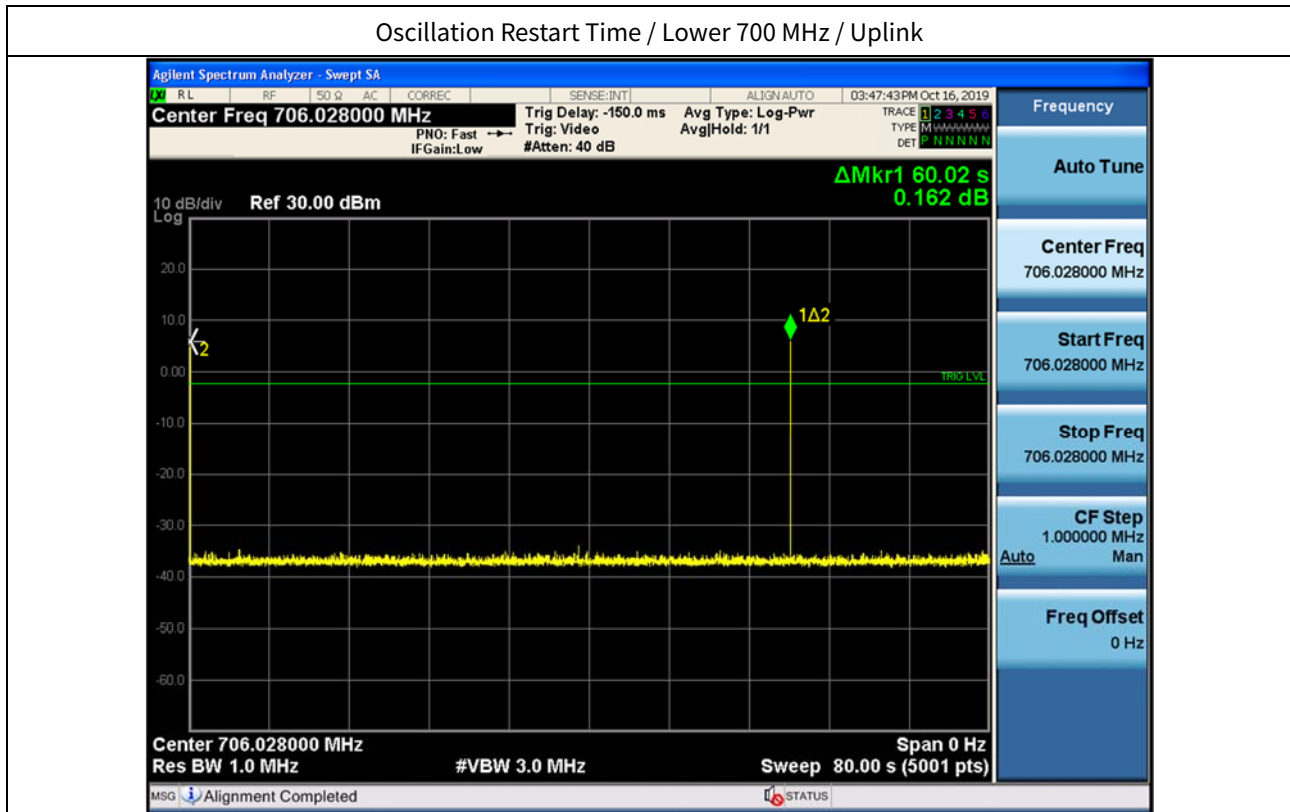 Oscillation Restart Time / Lower 700 MHz / Uplink
Agilent Spectrum Analyzer - Swept SA
LXI RL RF 50 Ω AC CORREC SENSE:INT ALIGN AUTO 03:47:43PM Oct 16, 2019
Center Freq 706.028000 MHz
PNO: Fast
IFGain:Low
Trig Delay: -150.0 ms
Trig: Video
#Atten: 40 dB
Avg Type: Log-Pwr
Avg|Hold: 1/1
TRACE 1 2 3 4 5 6
TYPE M
DET P N N N N N
ΔMkr1 60.02 s
0.162 dB
10 dB/div Ref 30.00 dBm
Log
20.0
10.0
0.00
-10.0
-20.0
-30.0
-40.0
-50.0
-60.0
2
1Δ2
TRIG LVL
Center 706.028000 MHz Span 0 Hz
Res BW 1.0 MHz #VBW 3.0 MHz Sweep 80.00 s (5001 pts)
MSG Alignment Completed STATUS
Frequency
Auto Tune
Center Freq
706.028000 MHz
Start Freq
706.028000 MHz
Stop Freq
706.028000 MHz
CF Step
1.000000 MHz
Auto Man
Freq Offset
0 Hz